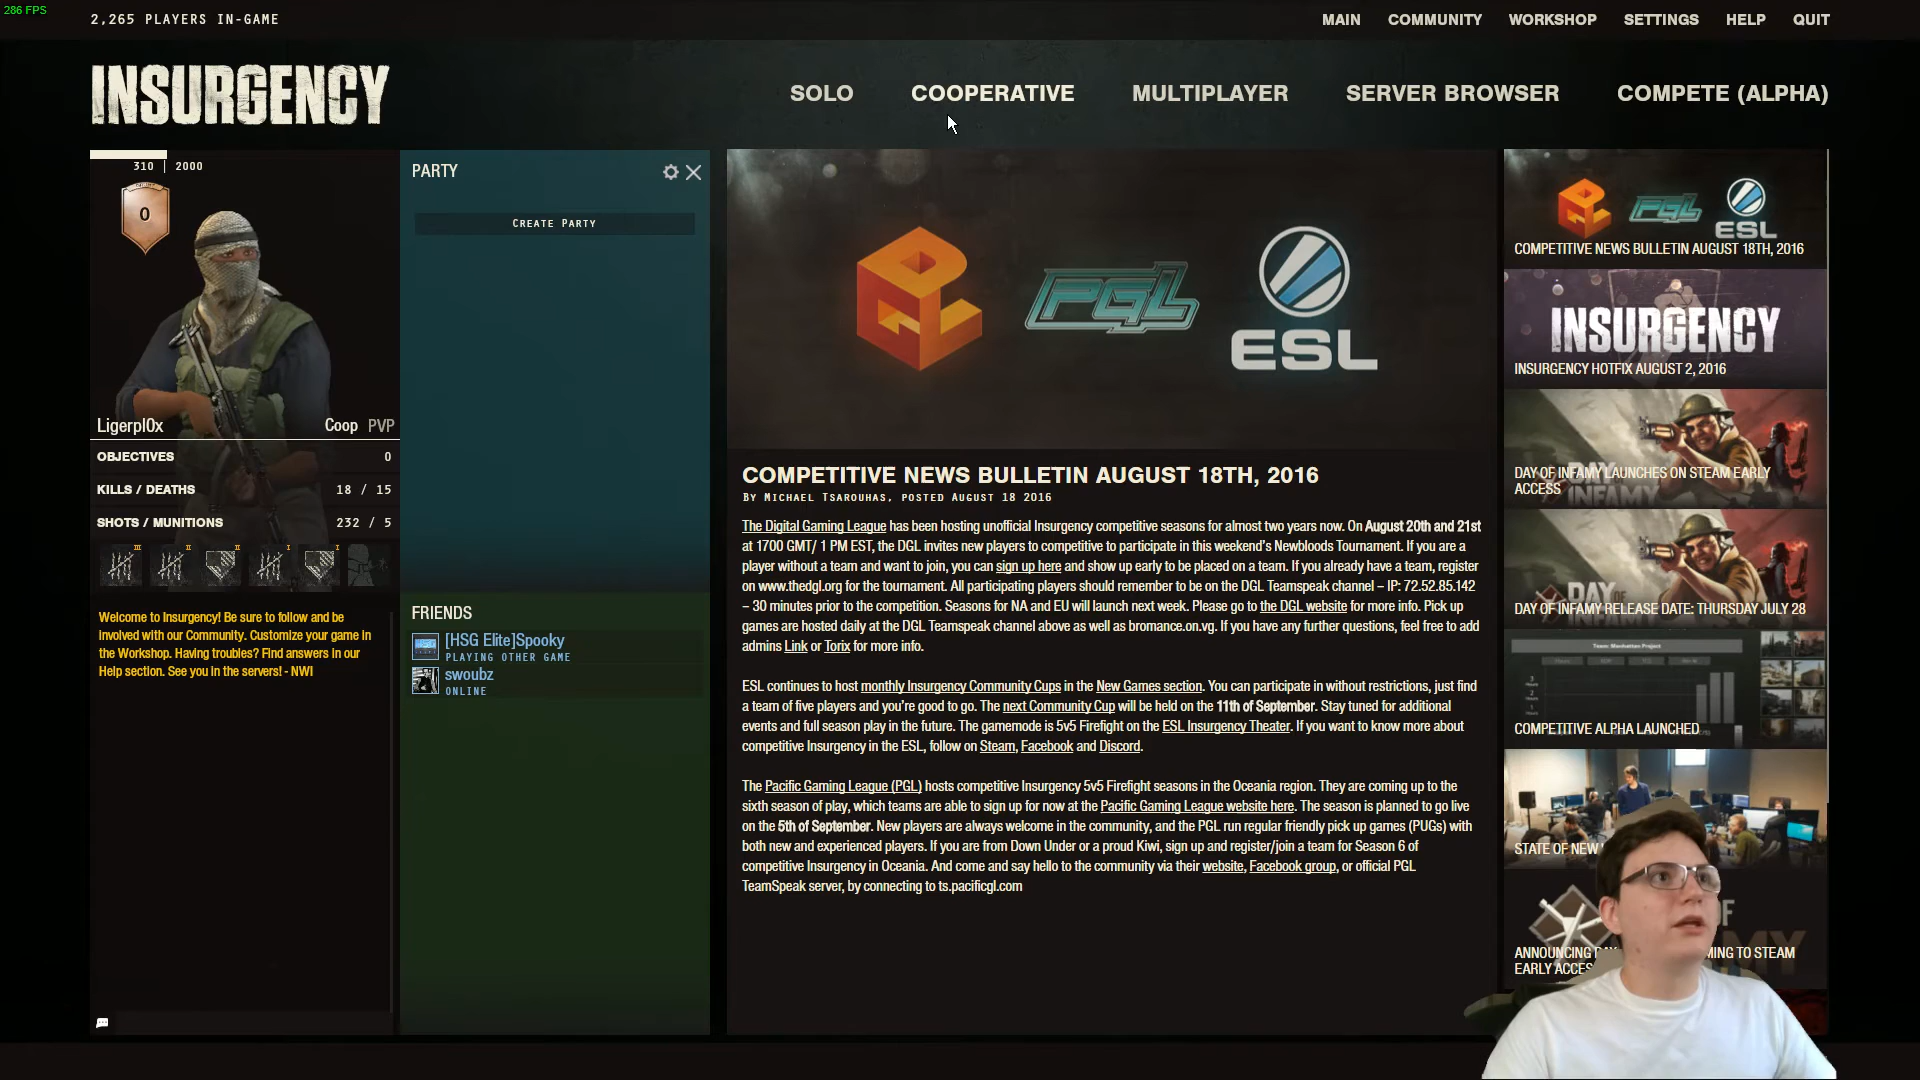 286 FPS
2,265 PLAYERS IN-GAME
MAIN COMMUNITY WORKSHOP SETTINGS HELP QUIT
INSURGENCY
SOLO COOPERATIVE MULTIPLAYER SERVER BROWSER COMPETE (ALPHA)
310 | 2000
0
LigerplOx Coop PVP
OBJECTIVES 0
KILLS / DEATHS 18 / 15
SHOTS / MUNITIONS 232 / 5
III II II I I
Welcome to Insurgency! Be sure to follow and be
involved with our Community. Customize your game in
the Workshop. Having troubles? Find answers in our
Help section. See you in the servers! - NWI
PARTY
CREATE PARTY
FRIENDS
[HSG Elite]Spooky
PLAYING OTHER GAME
swoubz
ONLINE
PGL
ESL
COMPETITIVE NEWS BULLETIN AUGUST 18TH, 2016
BY MICHAEL TSAROUHAS, POSTED AUGUST 18 2016
The Digital Gaming League has been hosting unofficial Insurgency competitive seasons for almost two years now. On August 20th and 21st
at 1700 GMT/ 1 PM EST, the DGL invites new players to competitive to participate in this weekend's Newbloods Tournament. If you are a
player without a team and want to join, you can sign up here and show up early to be placed on a team. If you already have a team, register
on www.thedgl.org for the tournament. All participating players should remember to be on the DGL Teamspeak channel – IP: 72.52.85.142
– 30 minutes prior to the competition. Seasons for NA and EU will launch next week. Please go to the DGL website for more info. Pick up
games are hosted daily at the DGL Teamspeak channel above as well as bromance.on.vg. If you have any further questions, feel free to add
admins Link or Torix for more info.
ESL continues to host monthly Insurgency Community Cups in the New Games section. You can participate in without restrictions, just find
a team of five players and you're good to go. The next Community Cup will be held on the 11th of September. Stay tuned for additional
events and full season play in the future. The gamemode is 5v5 Firefight on the ESL Insurgency Theater. If you want to know more about
competitive Insurgency in the ESL, follow on Steam, Facebook and Discord.
The Pacific Gaming League (PGL) hosts competitive Insurgency 5v5 Firefight seasons in the Oceania region. They are coming up to the
sixth season of play, which teams are able to sign up for now at the Pacific Gaming League website here. The season is planned to go live
on the 5th of September. New players are always welcome in the community, and the PGL run regular friendly pick up games (PUGs) with
both new and experienced players. If you are from Down Under or a proud Kiwi, sign up and register/join a team for Season 6 of
competitive Insurgency in Oceania. And come and say hello to the community via their website, Facebook group, or official PGL
TeamSpeak server, by connecting to ts.pacificgl.com
PGL
ESL
COMPETITIVE NEWS BULLETIN AUGUST 18TH, 2016
INSURGENCY
INSURGENCY HOTFIX AUGUST 2, 2016
DAY OF INFAMY
DAY OF INFAMY LAUNCHES ON STEAM EARLY
ACCESS
DAY OF
DAY OF INFAMY RELEASE DATE: THURSDAY JULY 28
Team: Manhattan Project
COMPETITIVE ALPHA LAUNCHED
STATE OF NEW
ANNOUNCING MING TO STEAM
EARLY ACCES